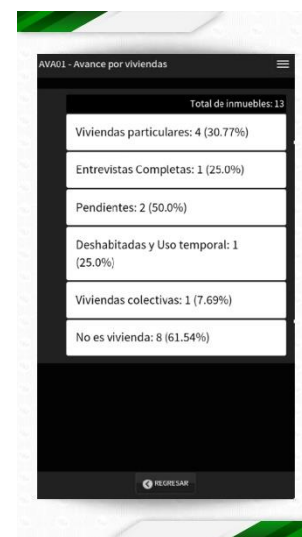 AVA01 - Avance por viviendas
Total de inmuebles: 13
Viviendas particulares: 4 (30.77%)
Entrevistas Completas: 1 (25.0%)
Pendientes: 2 (50.0%)
Deshabitadas y Uso temporal: 1
(25.0%)
Viviendas colectivas: 1 (7.69%)
No es vivienda: 8 (61.54%)
REGRESAR